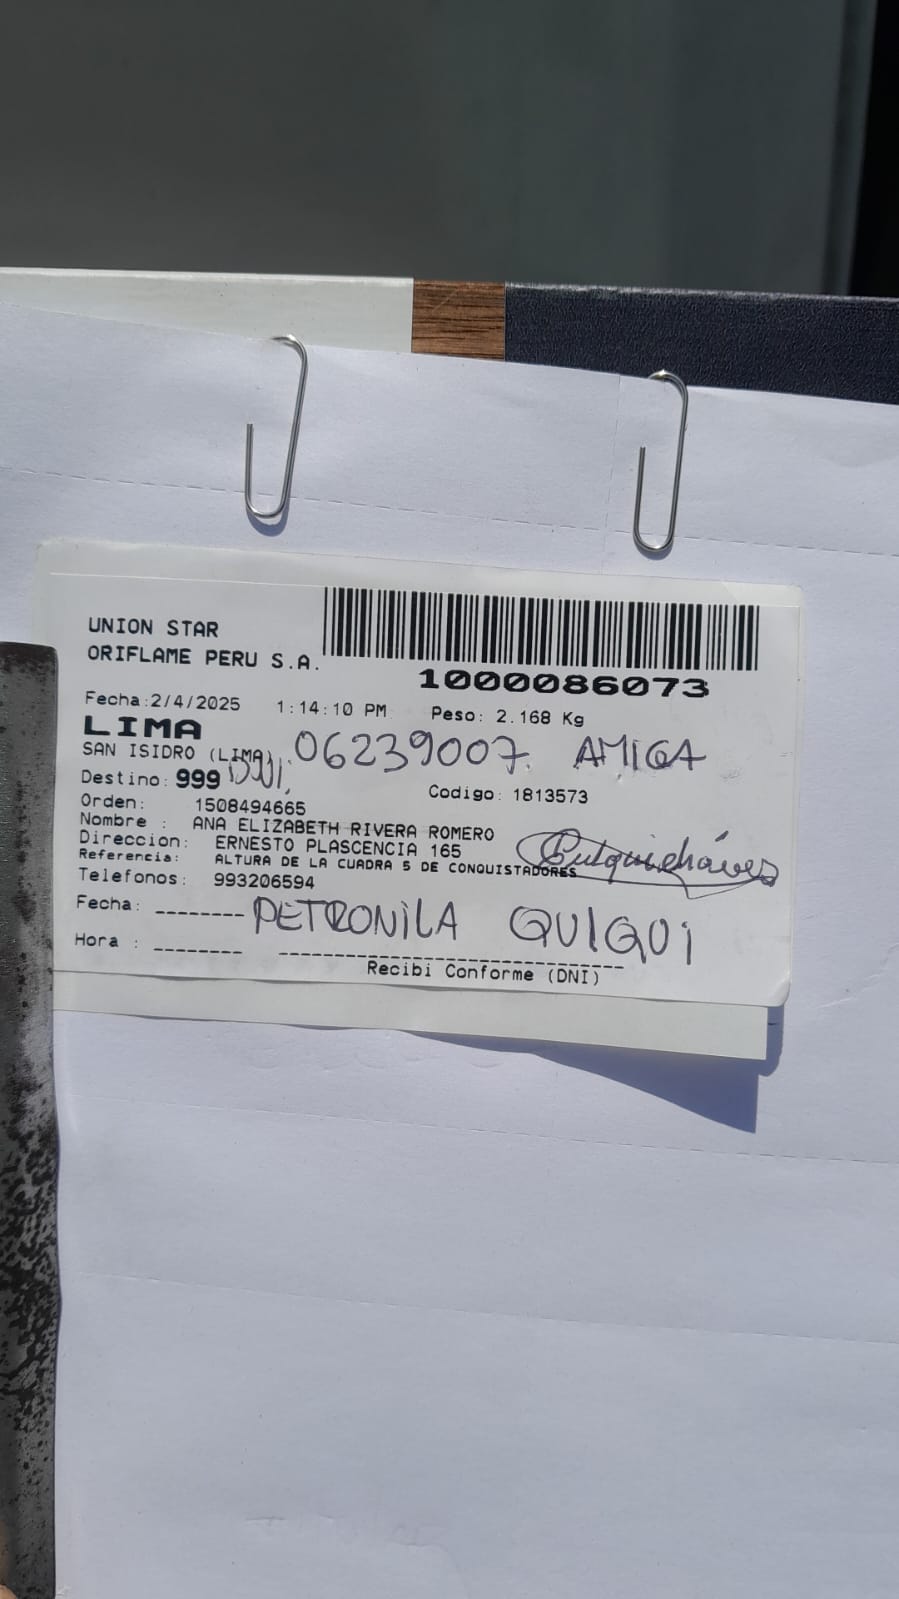 UNION STAR
ORIFLAME PERU S.A.
1000086073
Fecha:2/4/2025 1:14:10 PM Peso: 2.168 Kg
LIMA
SAN ISIDRO (LIMA) 06239007 AMIGA
Destino: 999 DNI, Codigo: 1813573
Orden: 1508494665
Nombre : ANA ELIZABETH RIVERA ROMERO
Direccion: ERNESTO PLASCENCIA 165
Referencia: ALTURA DE LA CUADRA 5 DE CONQUISTADORES
Telefonos: 993206594
Fecha: -------- PETRONILA QUIQUI
Hora : --------
Recibi Conforme (DNI)